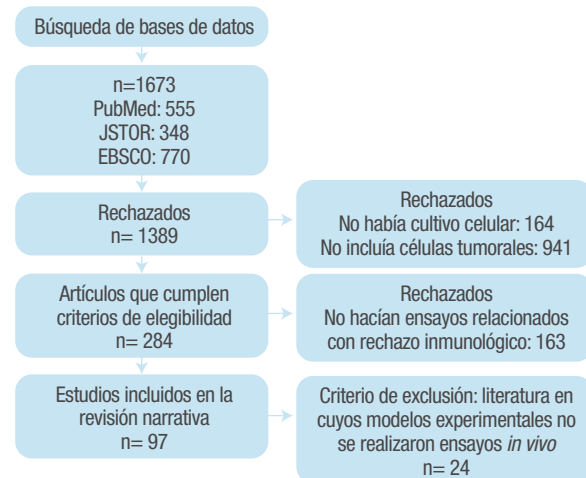 Búsqueda de bases de datos
n=1673
PubMed: 555
JSTOR: 348
EBSCO: 770
Rechazados
n= 1389
Rechazados
No había cultivo celular: 164
No incluía células tumorales: 941
Artículos que cumplen
criterios de elegibilidad
n= 284
Rechazados
No hacían ensayos relacionados
con rechazo inmunológico: 163
Estudios incluidos en la
revisión narrativa
n= 97
Criterio de exclusión: literatura en
cuyos modelos experimentales no
se realizaron ensayos in vivo
n= 24